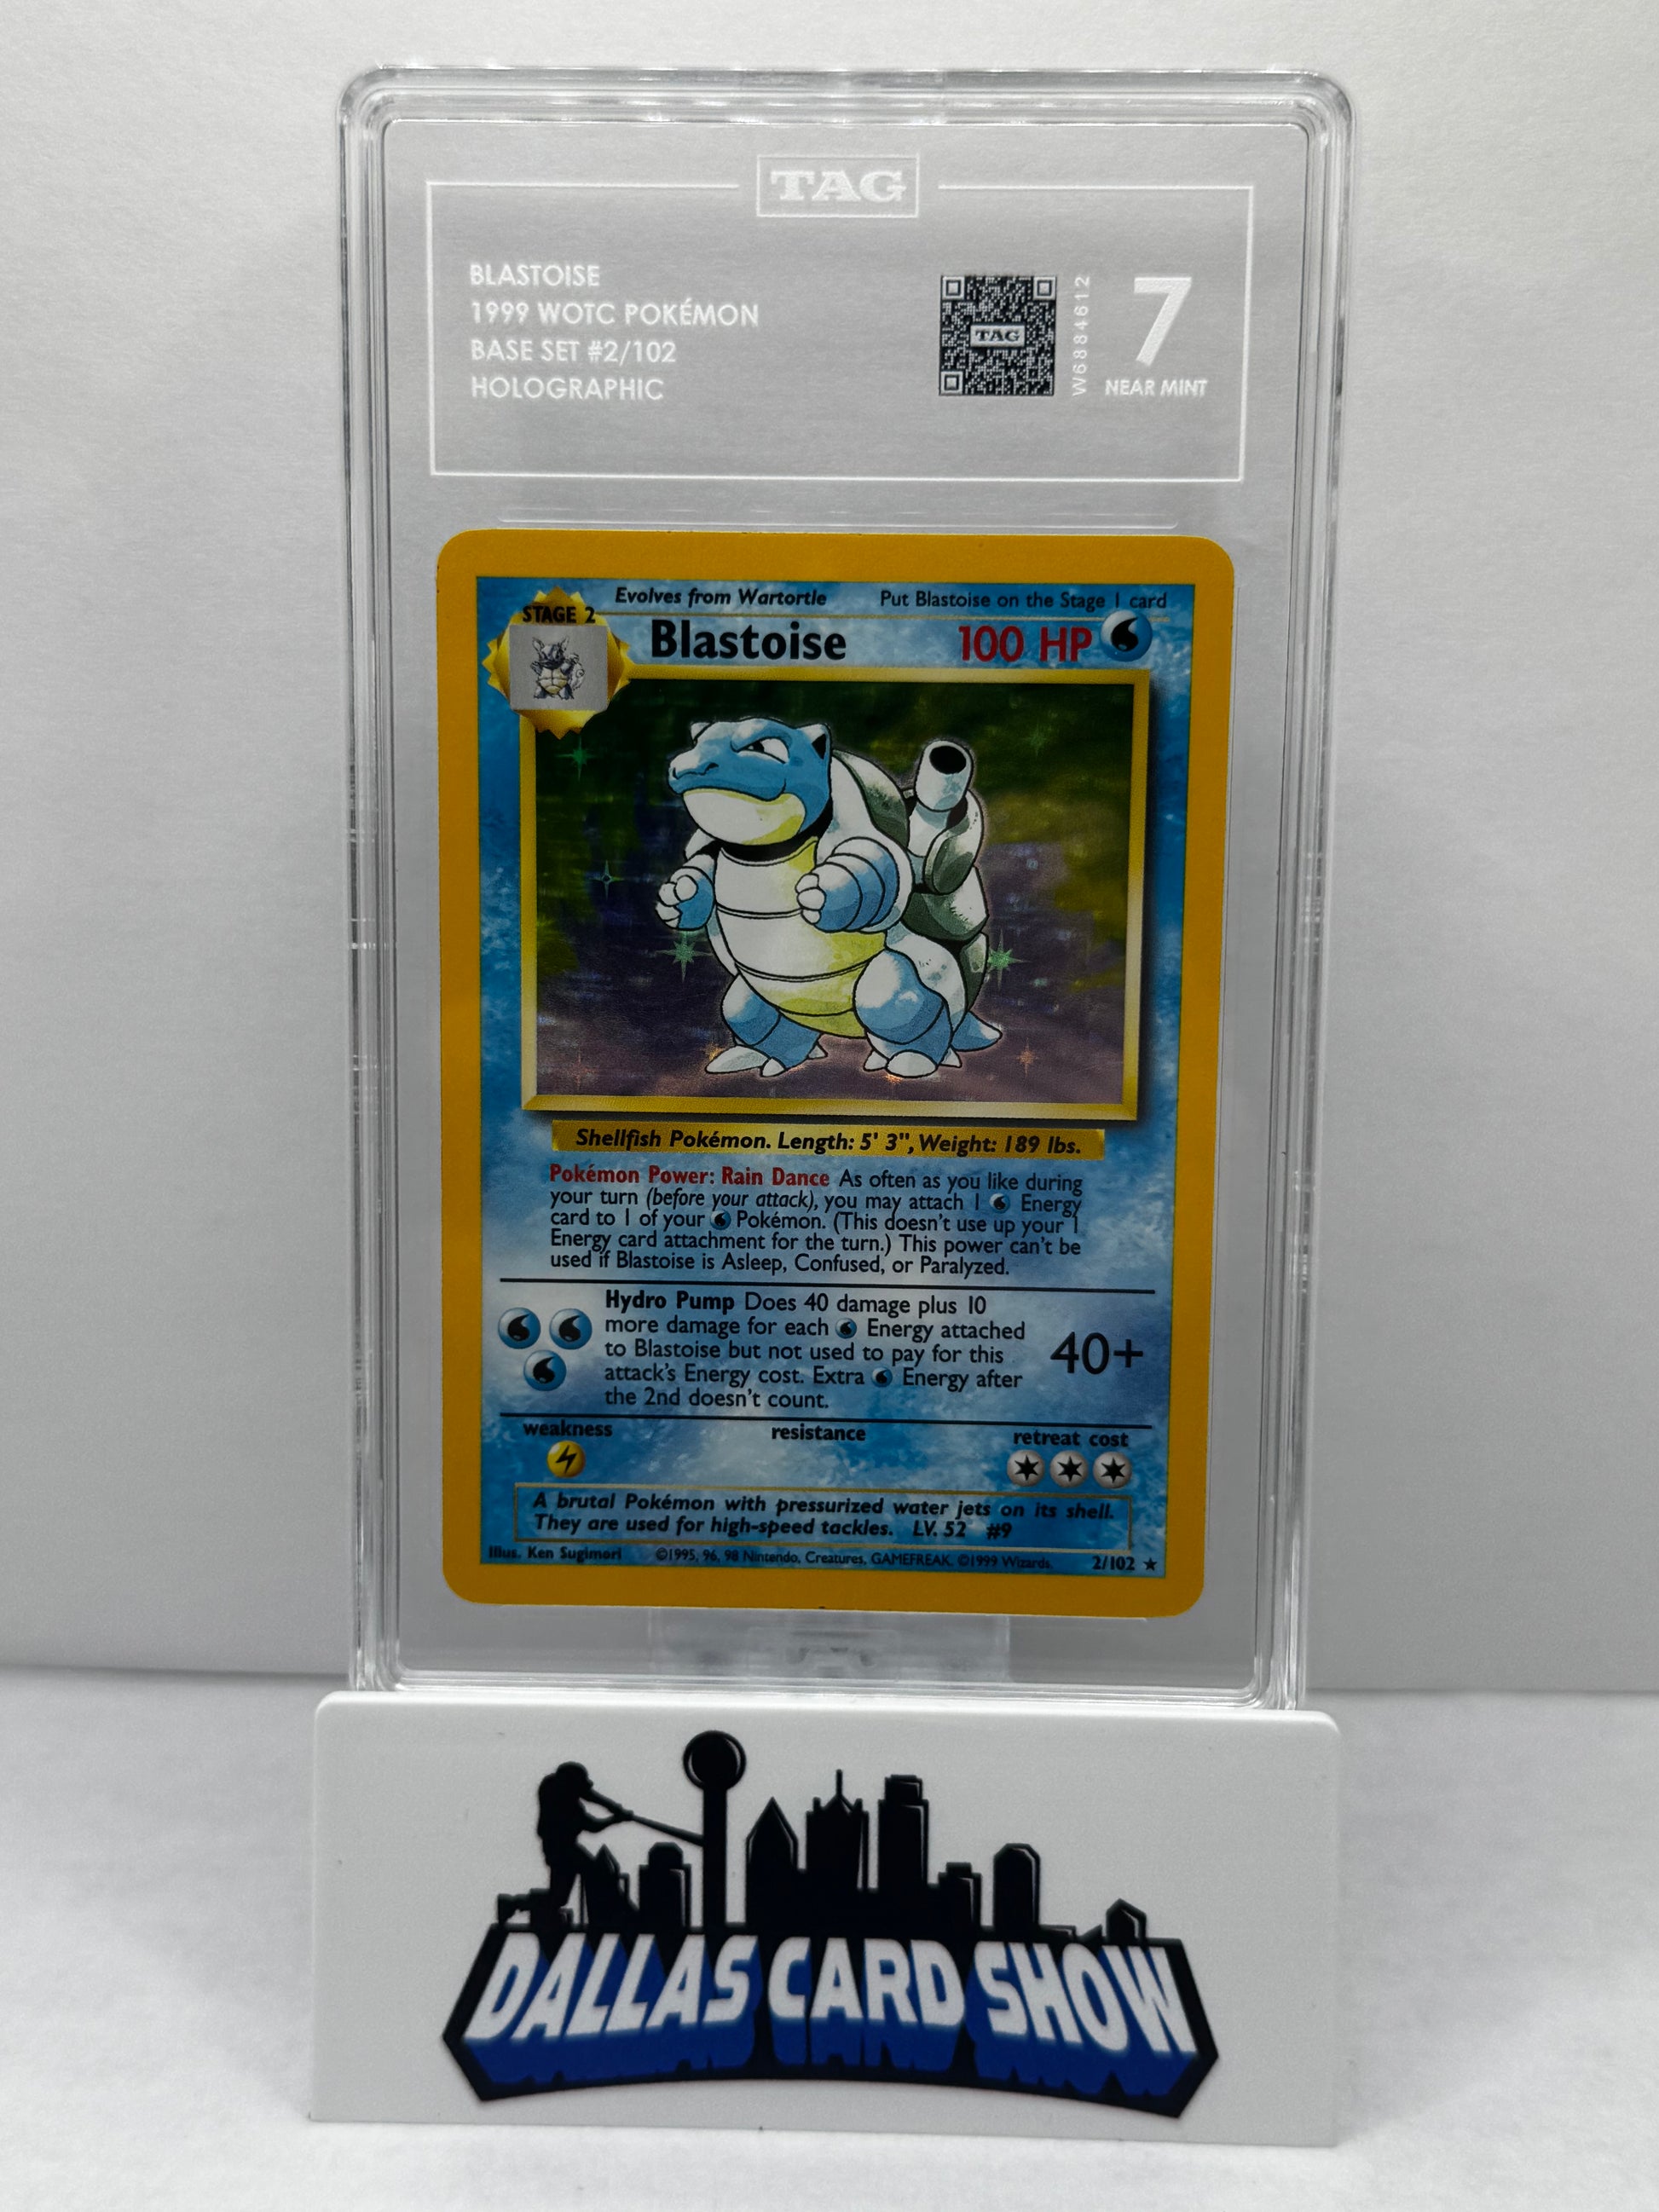 TAG
BLASTOISE
1999 WOTC POKÉMON
BASE SET #2/102
HOLOGRAPHIC
TAG
W6884612
7
NEAR MINT
Evolves from Wartortle Put Blastoise on the Stage 1 card
STAGE 2
Blastoise 100 HP
Shellfish Pokémon. Length: 5' 3", Weight: 189 lbs.
Pokémon Power: Rain Dance As often as you like during
your turn (before your attack), you may attach 1 Energy
card to 1 of your Pokémon. (This doesn't use up your 1
Energy card attachment for the turn.) This power can't be
used if Blastoise is Asleep, Confused, or Paralyzed.
Hydro Pump Does 40 damage plus 10
more damage for each Energy attached
to Blastoise but not used to pay for this
attack's Energy cost. Extra Energy after
the 2nd doesn't count.
40+
weakness resistance retreat cost
A brutal Pokémon with pressurized water jets on its shell.
They are used for high-speed tackles. LV. 52 #9
Illus. Ken Sugimori ©1995, 96, 98 Nintendo, Creatures, GAMEFREAK. ©1999 Wizards. 2/102 ★
DALLAS CARD SHOW